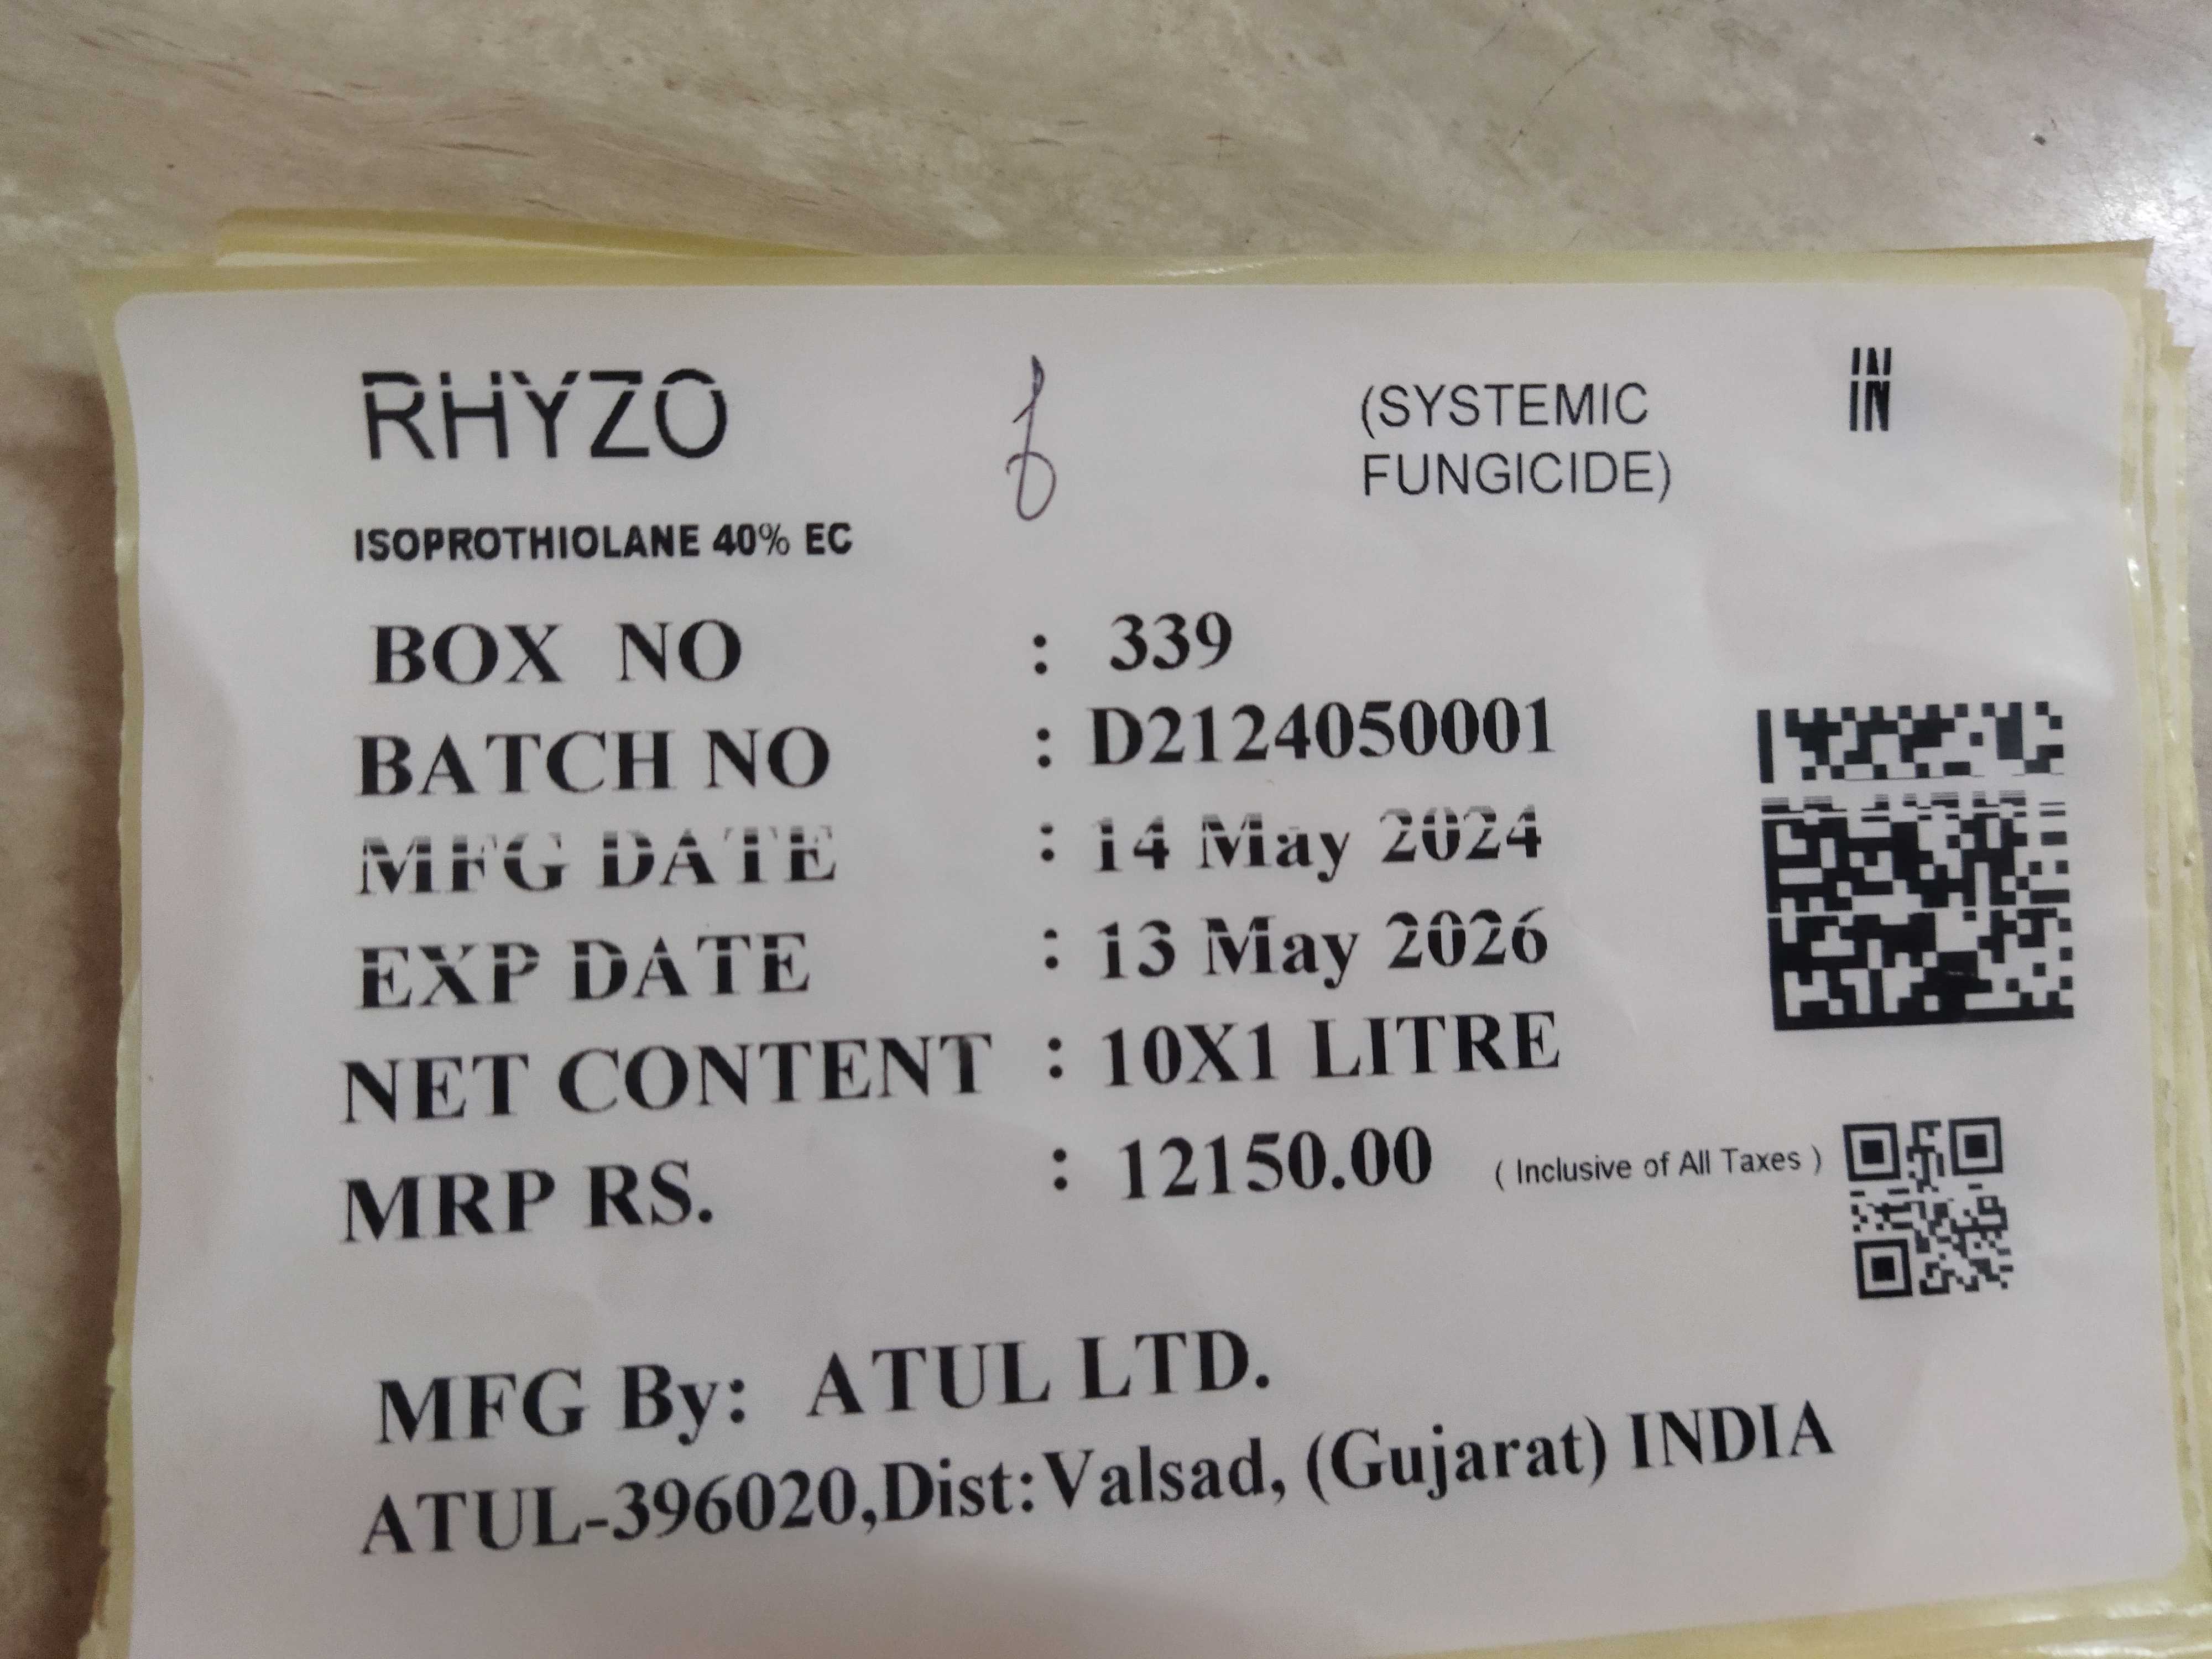 RHYZO
(SYSTEMIC
FUNGICIDE)
IN
ISOPROTHIOLANE 40% EC
BOX NO : 339
BATCH NO : D2124050001
MFG DATE : 14 May 2024
EXP DATE : 13 May 2026
NET CONTENT : 10X1 LITRE
MRP RS. : 12150.00 ( Inclusive of All Taxes )
MFG By: ATUL LTD.
ATUL-396020,Dist:Valsad, (Gujarat) INDIA